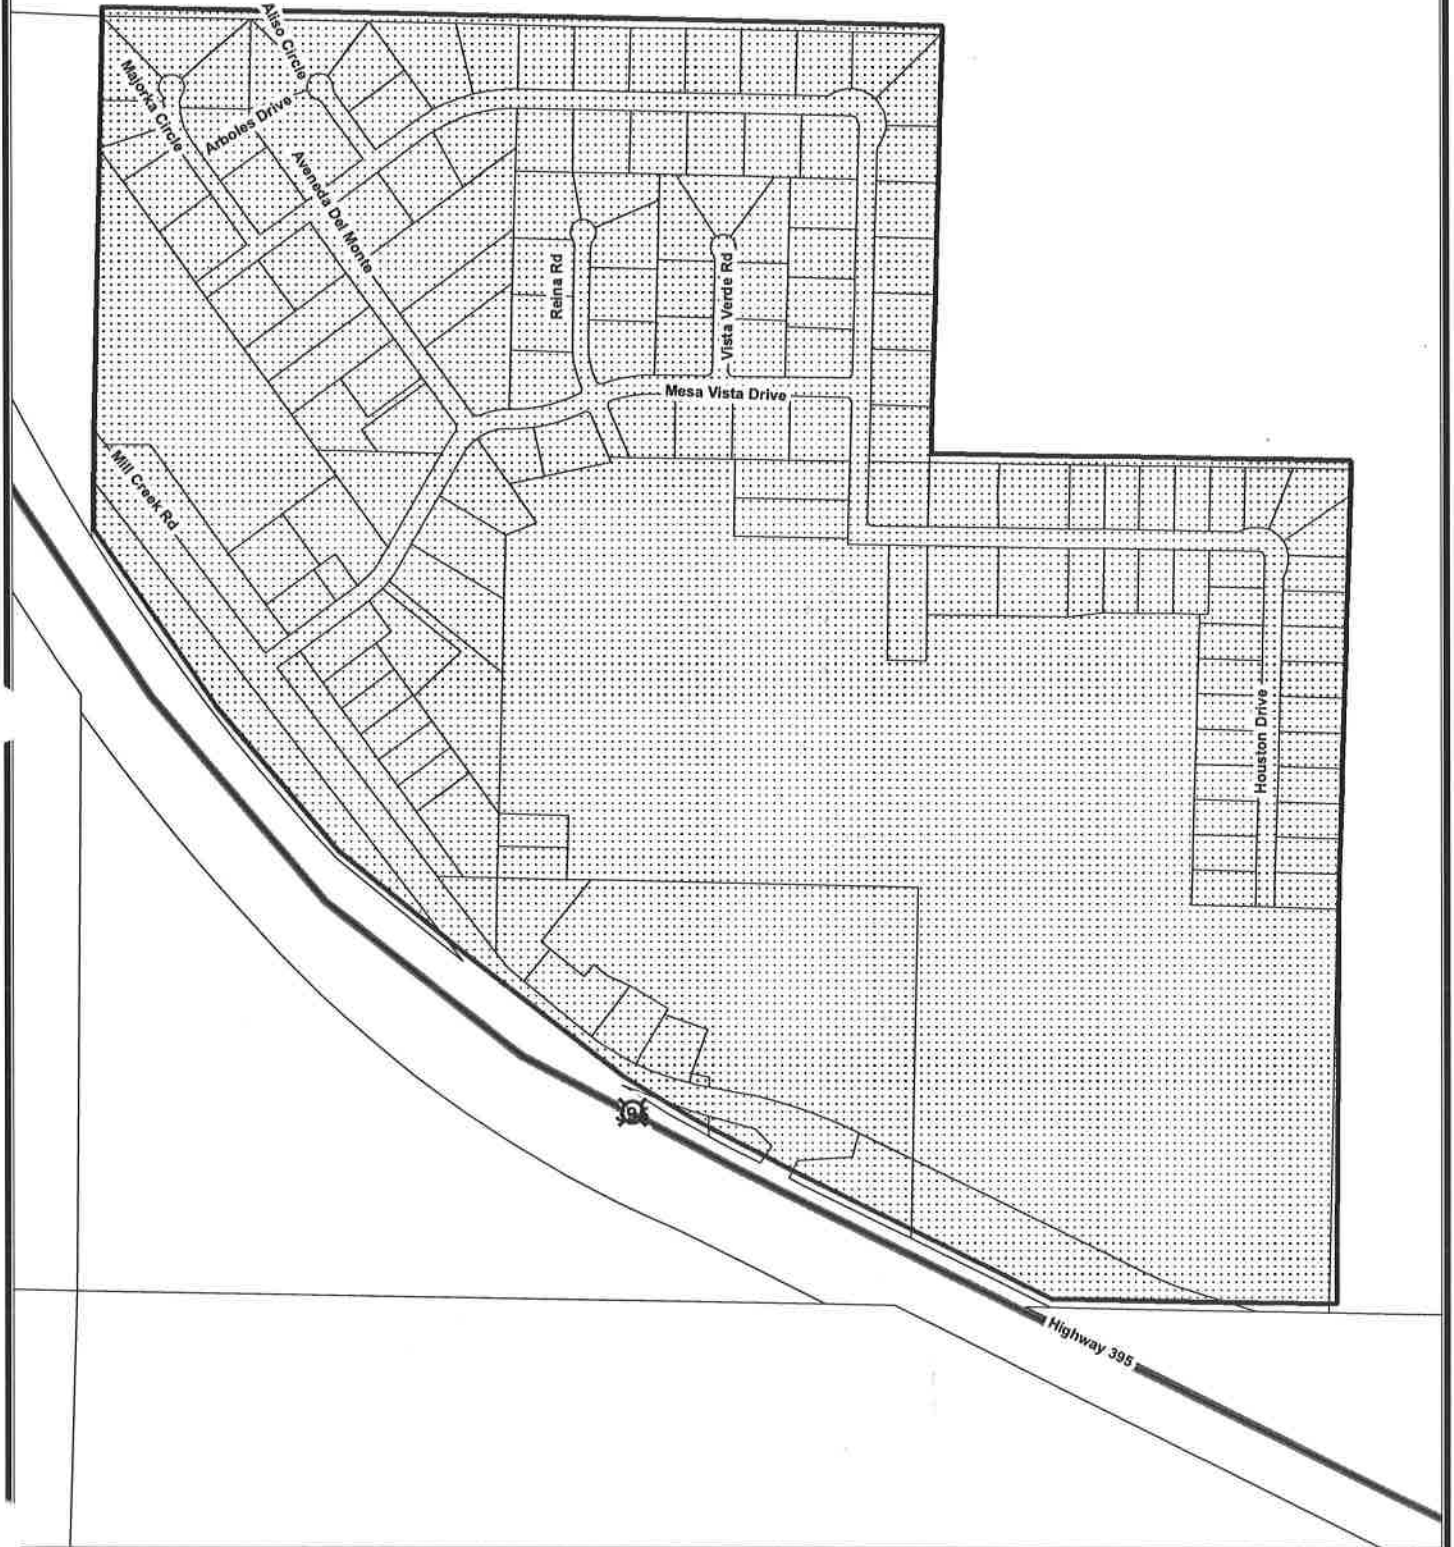 Aliso Circle
Majorka Circle
Arboles Drive
Aveneda Del Monte
Reina Rd
Vista Verde Rd
Mesa Vista Drive
Mill Creek Rd
Houston Drive
Highway 395